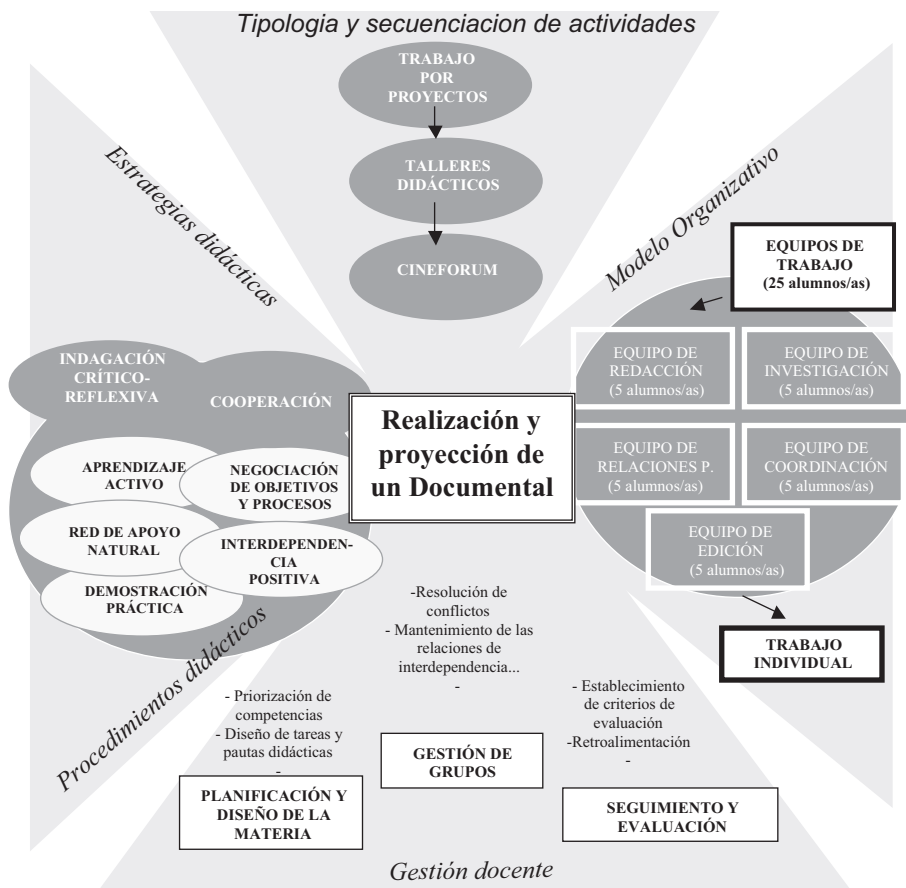 Tipologia y secuenciacion de actividades
TRABAJO
POR
PROYECTOS
TALLERES
DIDÁCTICOS
CINEFORUM
Estrategias didácticas
INDAGACIÓN
CRÍTICO-
REFLEXIVA
COOPERACIÓN
APRENDIZAJE
ACTIVO
NEGOCIACIÓN
DE OBJETIVOS
Y PROCESOS
RED DE APOYO
NATURAL
INTERDEPENDEN-
CIA
POSITIVA
DEMOSTRACIÓN
PRÁCTICA
Procedimientos didácticos
Realización y
proyección de
un Documental
Modelo Organizativo
EQUIPOS DE
TRABAJO
(25 alumnos/as)
EQUIPO DE
REDACCIÓN
(5 alumnos/as)
EQUIPO DE
INVESTIGACIÓN
(5 alumnos/as)
EQUIPO DE
RELACIONES P.
(5 alumnos/as)
EQUIPO DE
COORDINACIÓN
(5 alumnos/as)
EQUIPO DE
EDICIÓN
(5 alumnos/as)
TRABAJO
INDIVIDUAL
- Priorización de
competencias
- Diseño de tareas y
pautas didácticas
-
PLANIFICACIÓN Y
DISEÑO DE LA
MATERIA
-Resolución de
conflictos
- Mantenimiento de las
relaciones de
interdependencia...
-
GESTIÓN DE
GRUPOS
- Establecimiento
de criterios de
evaluación
-Retroalimentación
-
SEGUIMIENTO Y
EVALUACIÓN
Gestión docente